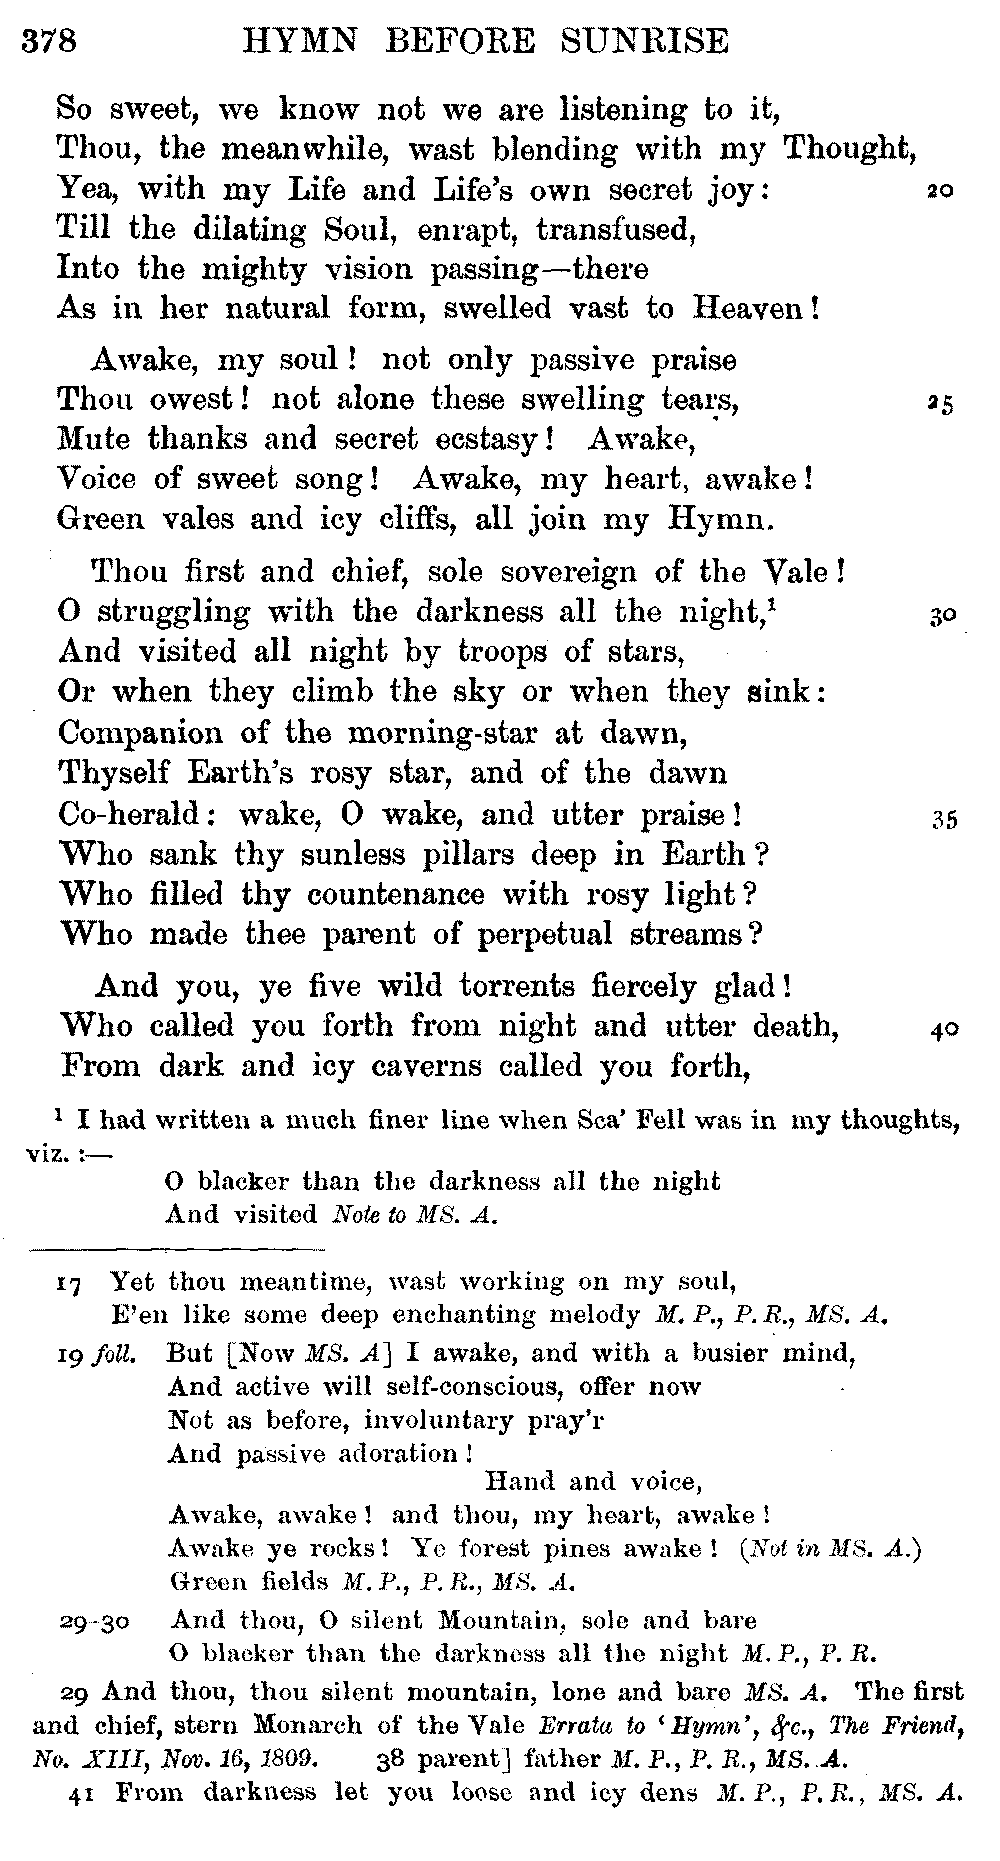 378 HYMN BEFORE SUNRISE
So sweet, we know not we are listening to it,
Thou, the meanwhile, wast blending with my Thought,
Yea, with my Life and Life's own secret joy: 20
Till the dilating Soul, enrapt, transfused,
Into the mighty vision passing—there
As in her natural form, swelled vast to Heaven!
Awake, my soul! not only passive praise
Thou owest! not alone these swelling tears, 25
Mute thanks and secret ecstasy! Awake,
Voice of sweet song! Awake, my heart, awake!
Green vales and icy cliffs, all join my Hymn.
Thou first and chief, sole sovereign of the Vale!
O struggling with the darkness all the night,¹ 30
And visited all night by troops of stars,
Or when they climb the sky or when they sink:
Companion of the morning-star at dawn,
Thyself Earth's rosy star, and of the dawn
Co-herald: wake, O wake, and utter praise! 35
Who sank thy sunless pillars deep in Earth?
Who filled thy countenance with rosy light?
Who made thee parent of perpetual streams?
And you, ye five wild torrents fiercely glad!
Who called you forth from night and utter death, 40
From dark and icy caverns called you forth,
¹ I had written a much finer line when Sca' Fell was in my thoughts,
viz.:—
O blacker than the darkness all the night
And visited Note to MS. A.
17 Yet thou meantime, wast working on my soul,
E'en like some deep enchanting melody M. P., P. R., MS. A.
19 foll. But [Now MS. A] I awake, and with a busier mind,
And active will self-conscious, offer now
Not as before, involuntary pray'r
And passive adoration!
Hand and voice,
Awake, awake! and thou, my heart, awake!
Awake ye rocks! Ye forest pines awake! (Not in MS. A.)
Green fields M. P., P. R., MS. A.
29-30 And thou, O silent Mountain, sole and bare
O blacker than the darkness all the night M. P., P. R.
29 And thou, thou silent mountain, lone and bare MS. A. The first
and chief, stern Monarch of the Vale Errata to 'Hymn', &c., The Friend,
No. XIII, Nov. 16, 1809. 38 parent] father M. P., P. R., MS. A.
41 From darkness let you loose and icy dens M. P., P. R., MS. A.